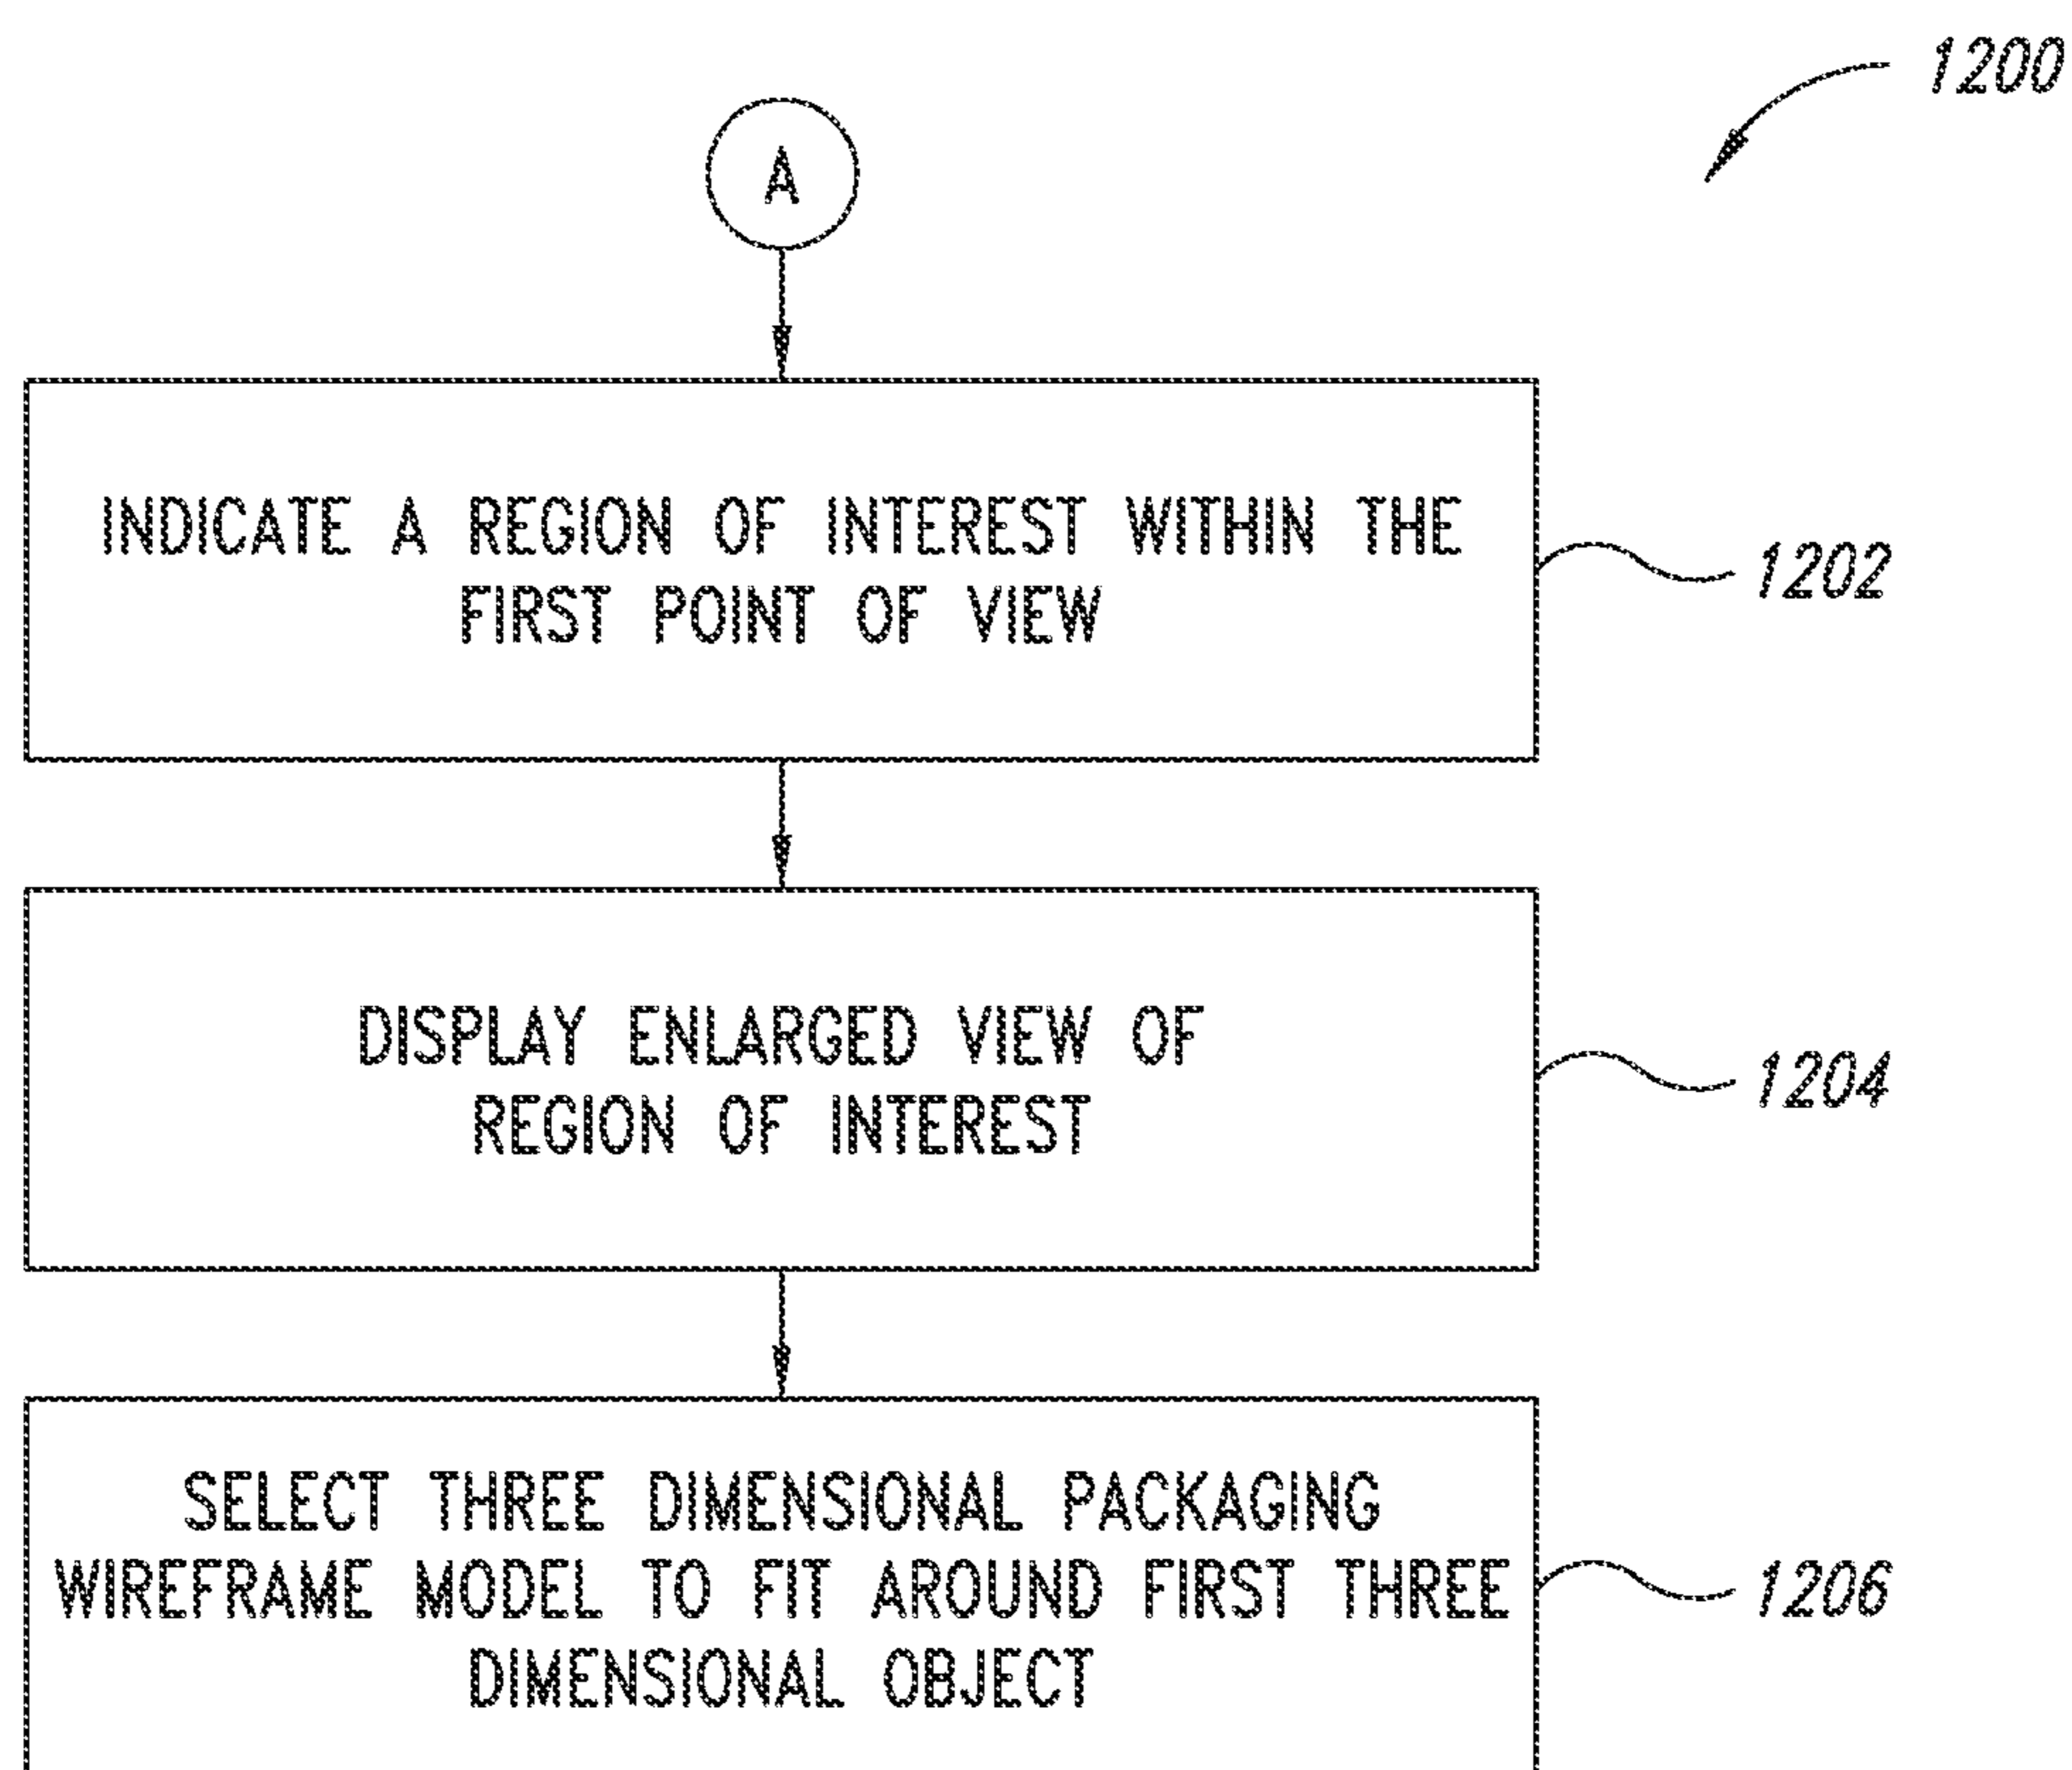 1200
A
INDICATE A REGION OF INTEREST WITHIN THE
FIRST POINT OF VIEW
1202
DISPLAY ENLARGED VIEW OF
REGION OF INTEREST
1204
SELECT THREE DIMENSIONAL PACKAGING
WIREFRAME MODEL TO FIT AROUND FIRST THREE
DIMENSIONAL OBJECT
1206